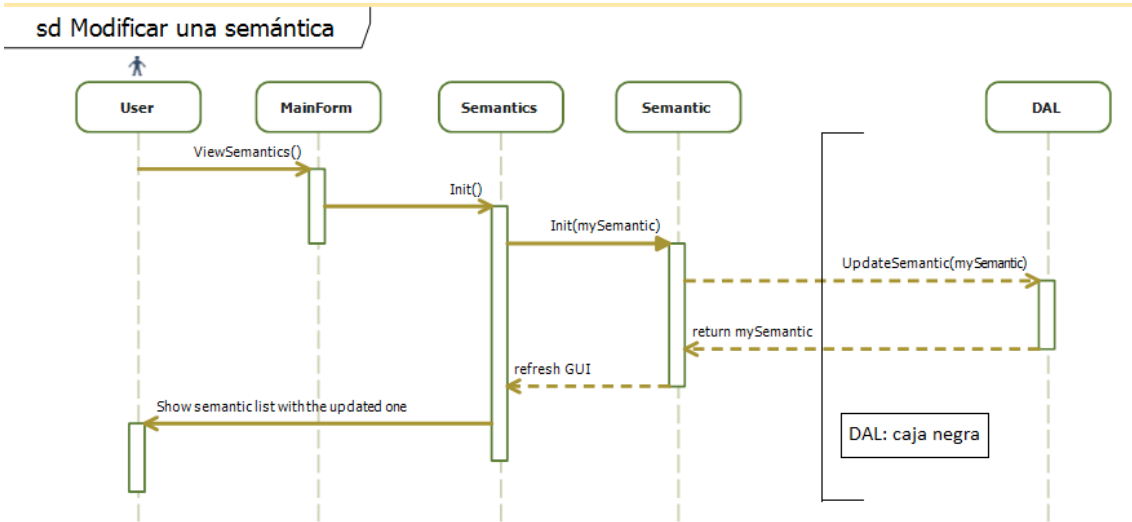 sd Modificar una semántica
User
MainForm
Semantics
Semantic
DAL
ViewSemantics()
Init()
Init(mySemantic)
UpdateSemantic(mySemantic)
return mySemantic
refresh GUI
Show semantic list with the updated one
DAL: caja negra